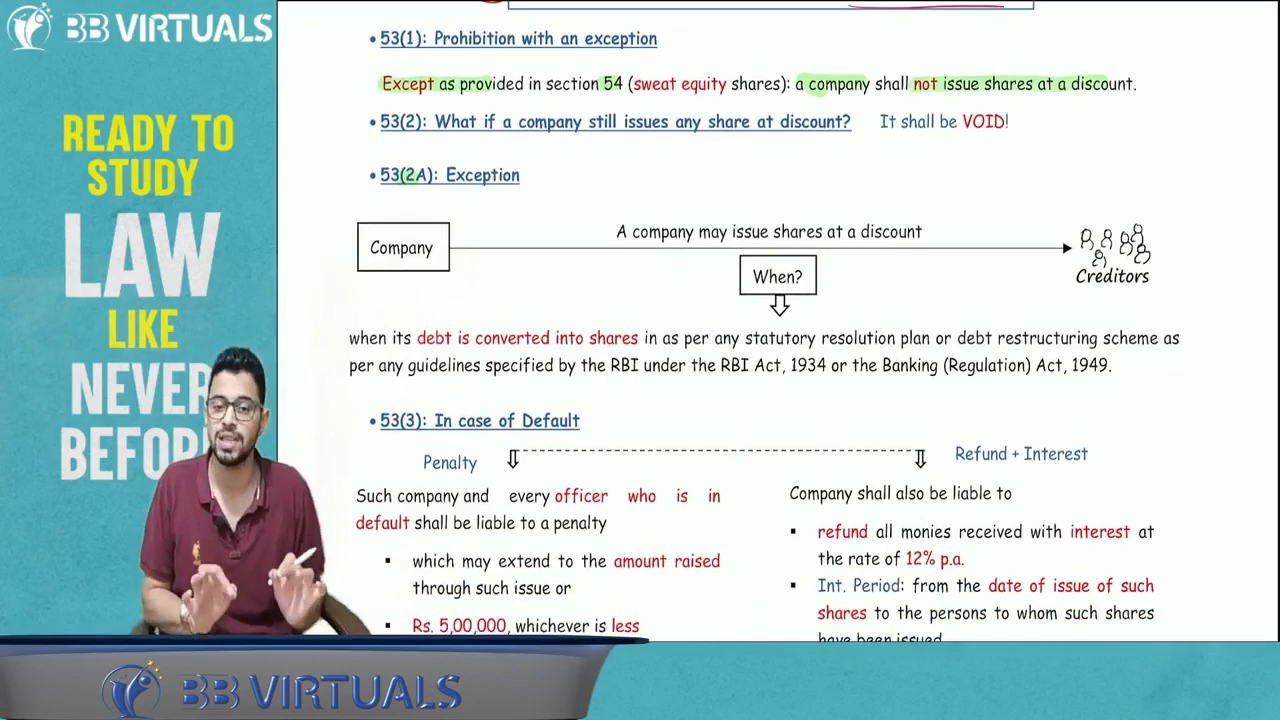 BB VIRTUALS
READY TO
STUDY
LAW
LIKE
NEVER
BEFO
• 53(1): Prohibition with an exception
Except as provided in section 54 (sweat equity shares): a company shall not issue shares at a discount.
• 53(2): What if a company still issues any share at discount? It shall be VOID!
• 53(2A): Exception
Company
A company may issue shares at a discount
When?
Creditors
when its debt is converted into shares in as per any statutory resolution plan or debt restructuring scheme as
per any guidelines specified by the RBI under the RBI Act, 1934 or the Banking (Regulation) Act, 1949.
• 53(3): In case of Default
Penalty
Such company and every officer who is in
default shall be liable to a penalty
▪ which may extend to the amount raised
through such issue or
▪ Rs. 5,00,000, whichever is less
Refund + Interest
Company shall also be liable to
▪ refund all monies received with interest at
the rate of 12% p.a.
▪ Int. Period: from the date of issue of such
shares to the persons to whom such shares
have been issued
BB VIRTUALS